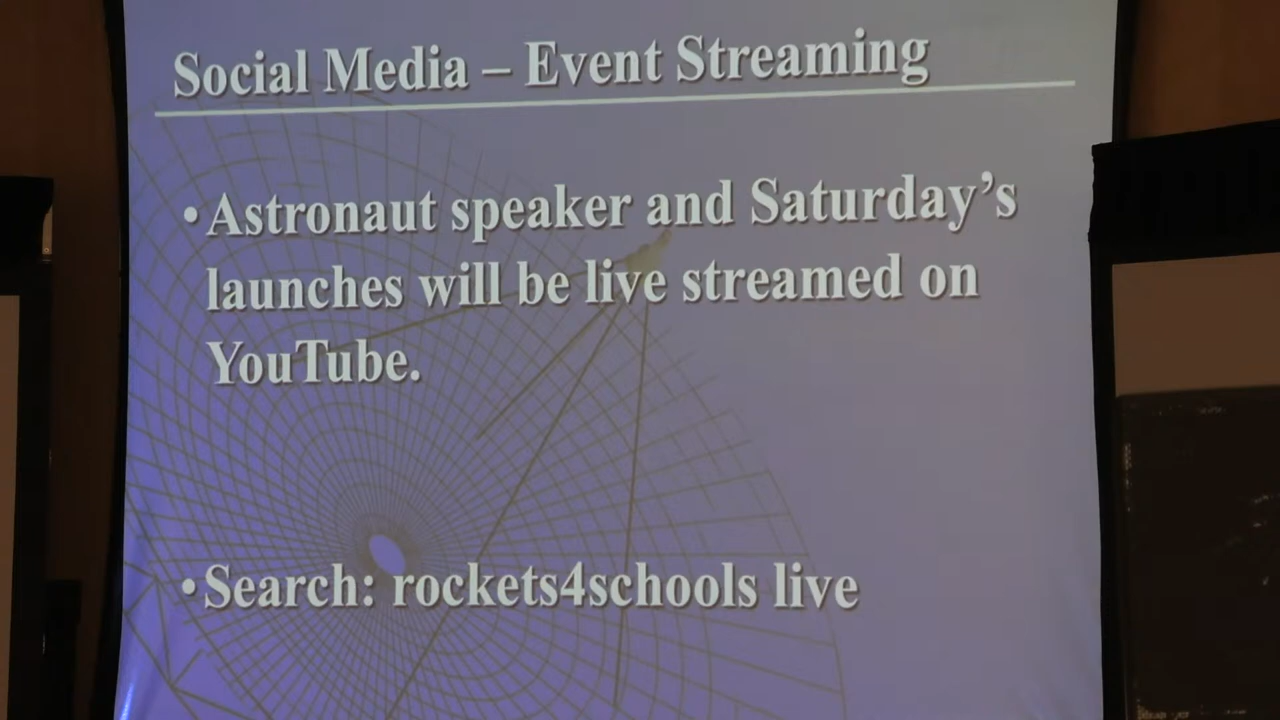 Social Media – Event Streaming
•Astronaut speaker and Saturday’s
launches will be live streamed on
YouTube.
•Search: rockets4schools live